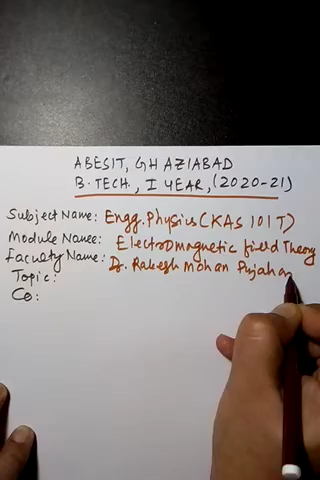 ABESIT, GHAZIABAD
B.TECH., I YEAR, (2020-21)
Subject Name: Engg. Physics (KAS 101T)
Module Name: Electromagnetic field Theory
Faculty Name: Dr. Rakesh Mohan Pujahari
Topic:
Co: